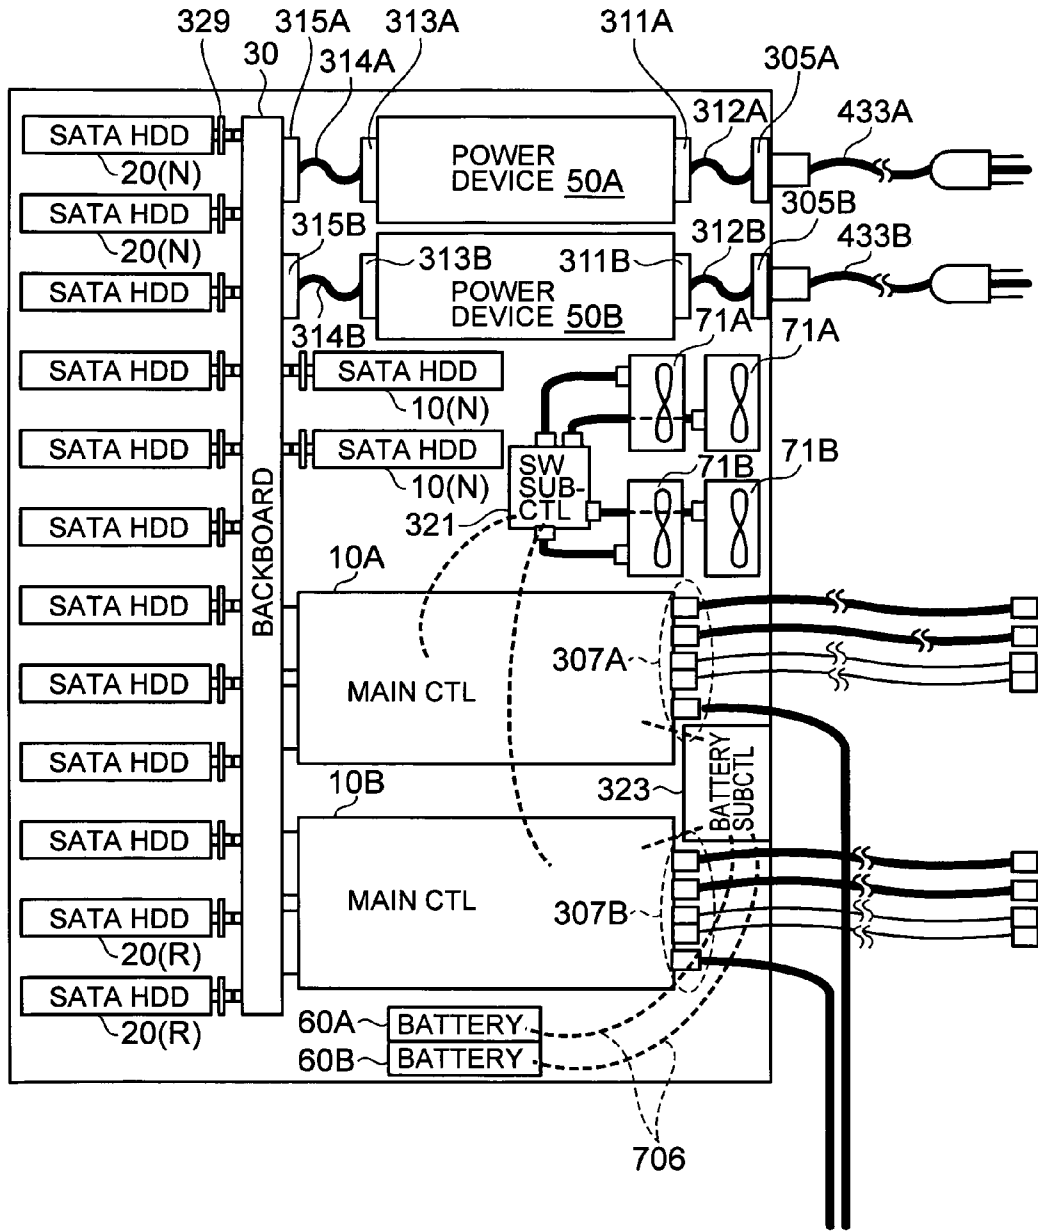 329
315A
313A
311A
30
314A
305A
312A
433A
SATA HDD
20(N)
POWER
DEVICE 50A
SATA HDD
20(N)
315B
305B
312B
433B
SATA HDD
313B
311B
POWER
DEVICE 50B
314B
71A
71A
SATA HDD
SATA HDD
10(N)
SATA HDD
SATA HDD
10(N)
SW
SUB-
CTL
71B
71B
321
BACKBOARD
SATA HDD
10A
SATA HDD
307A
SATA HDD
MAIN CTL
SATA HDD
10B
323
BATTERY
SUBCTL
SATA HDD
MAIN CTL
307B
SATA HDD
20(R)
SATA HDD
20(R)
60A
BATTERY
60B
BATTERY
706